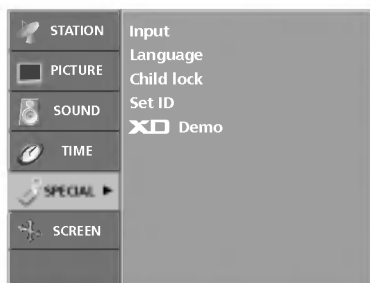 STATION
PICTURE
SOUND
TIME
SPECIAL
SCREEN
Input
Language
Child lock
Set ID
XD Demo